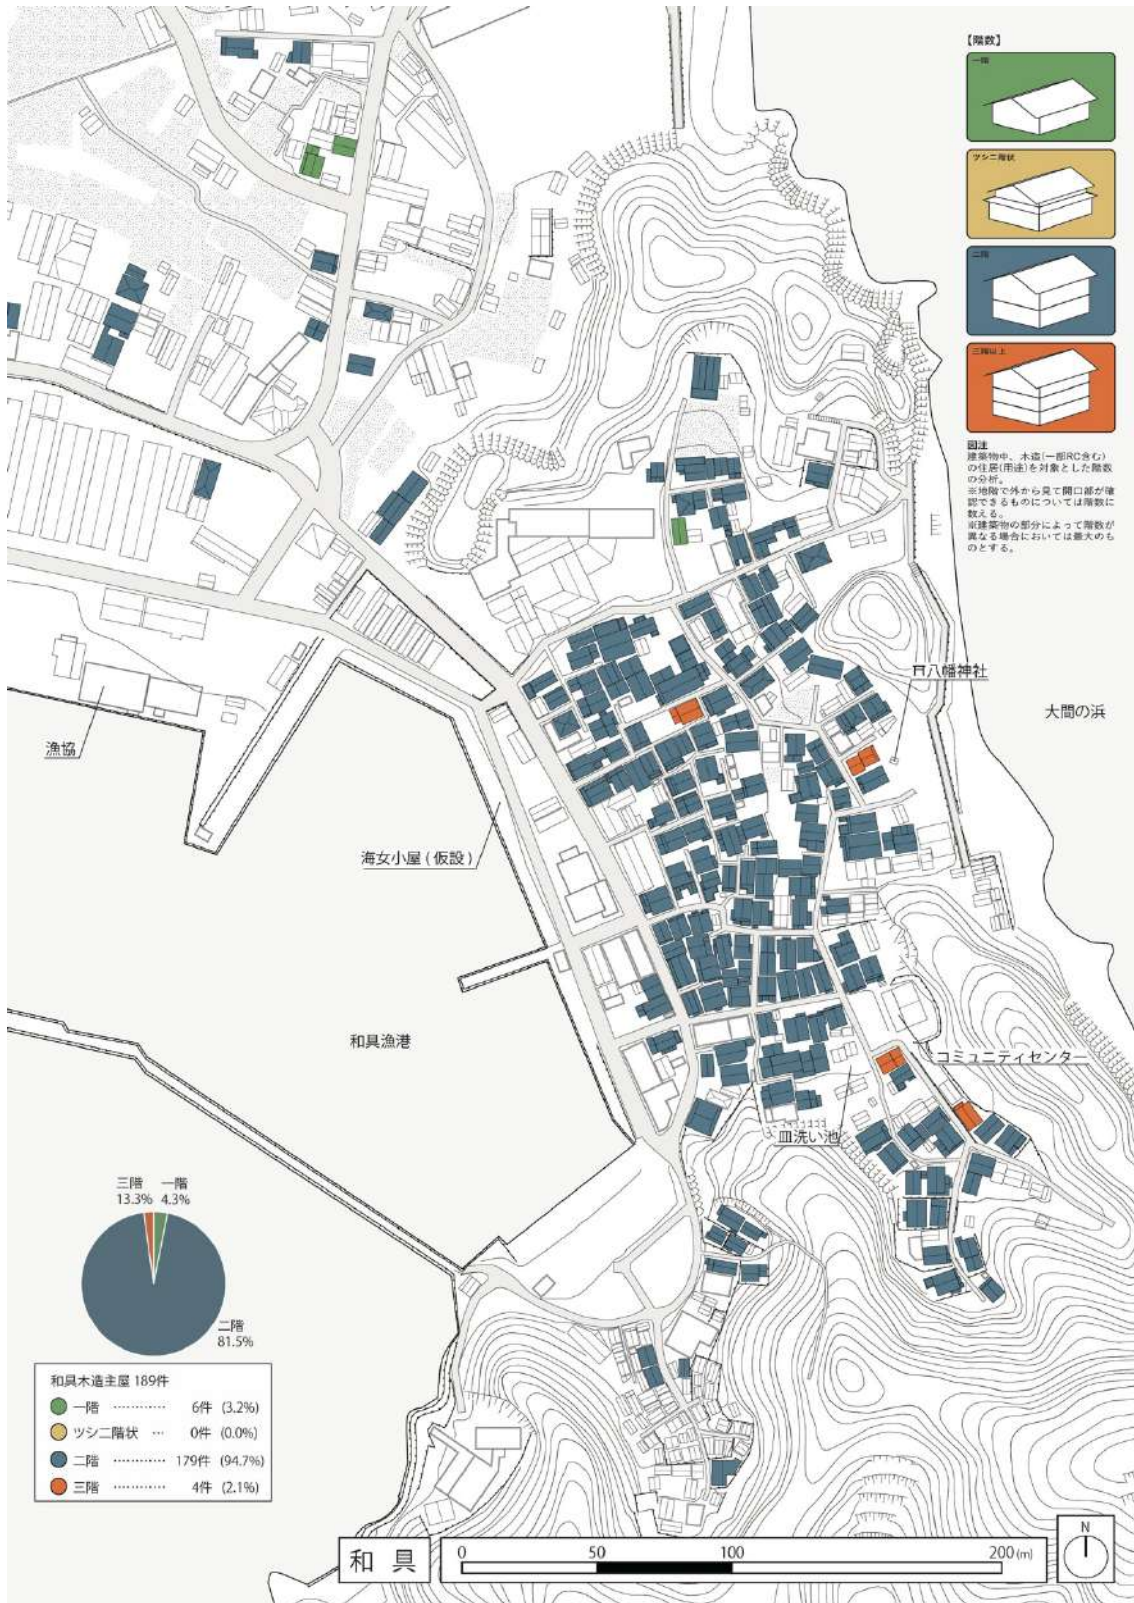 【階数】
一階
ツシ二階状
二階
三階以上
図注
建築物中、木造(一部RC含む)
の住居(用途)を対象とした階数
の分析。
※地階で外から見て開口部が確
認できるものについては階数に
数える。
※建築物の部分によって階数が
異なる場合においては最大のも
のとする。
八幡神社
大間の浜
漁協
海女小屋(仮設)
和具漁港
コミュニティセンター
皿洗い池
三階
13.3%
一階
4.3%
二階
81.5%
和具木造主屋 189件
一階 ············ 6件 (3.2%)
ツシ二階状 ··· 0件 (0.0%)
二階 ············ 179件 (94.7%)
三階 ············ 4件 (2.1%)
和具
0 50 100 200(m)
N